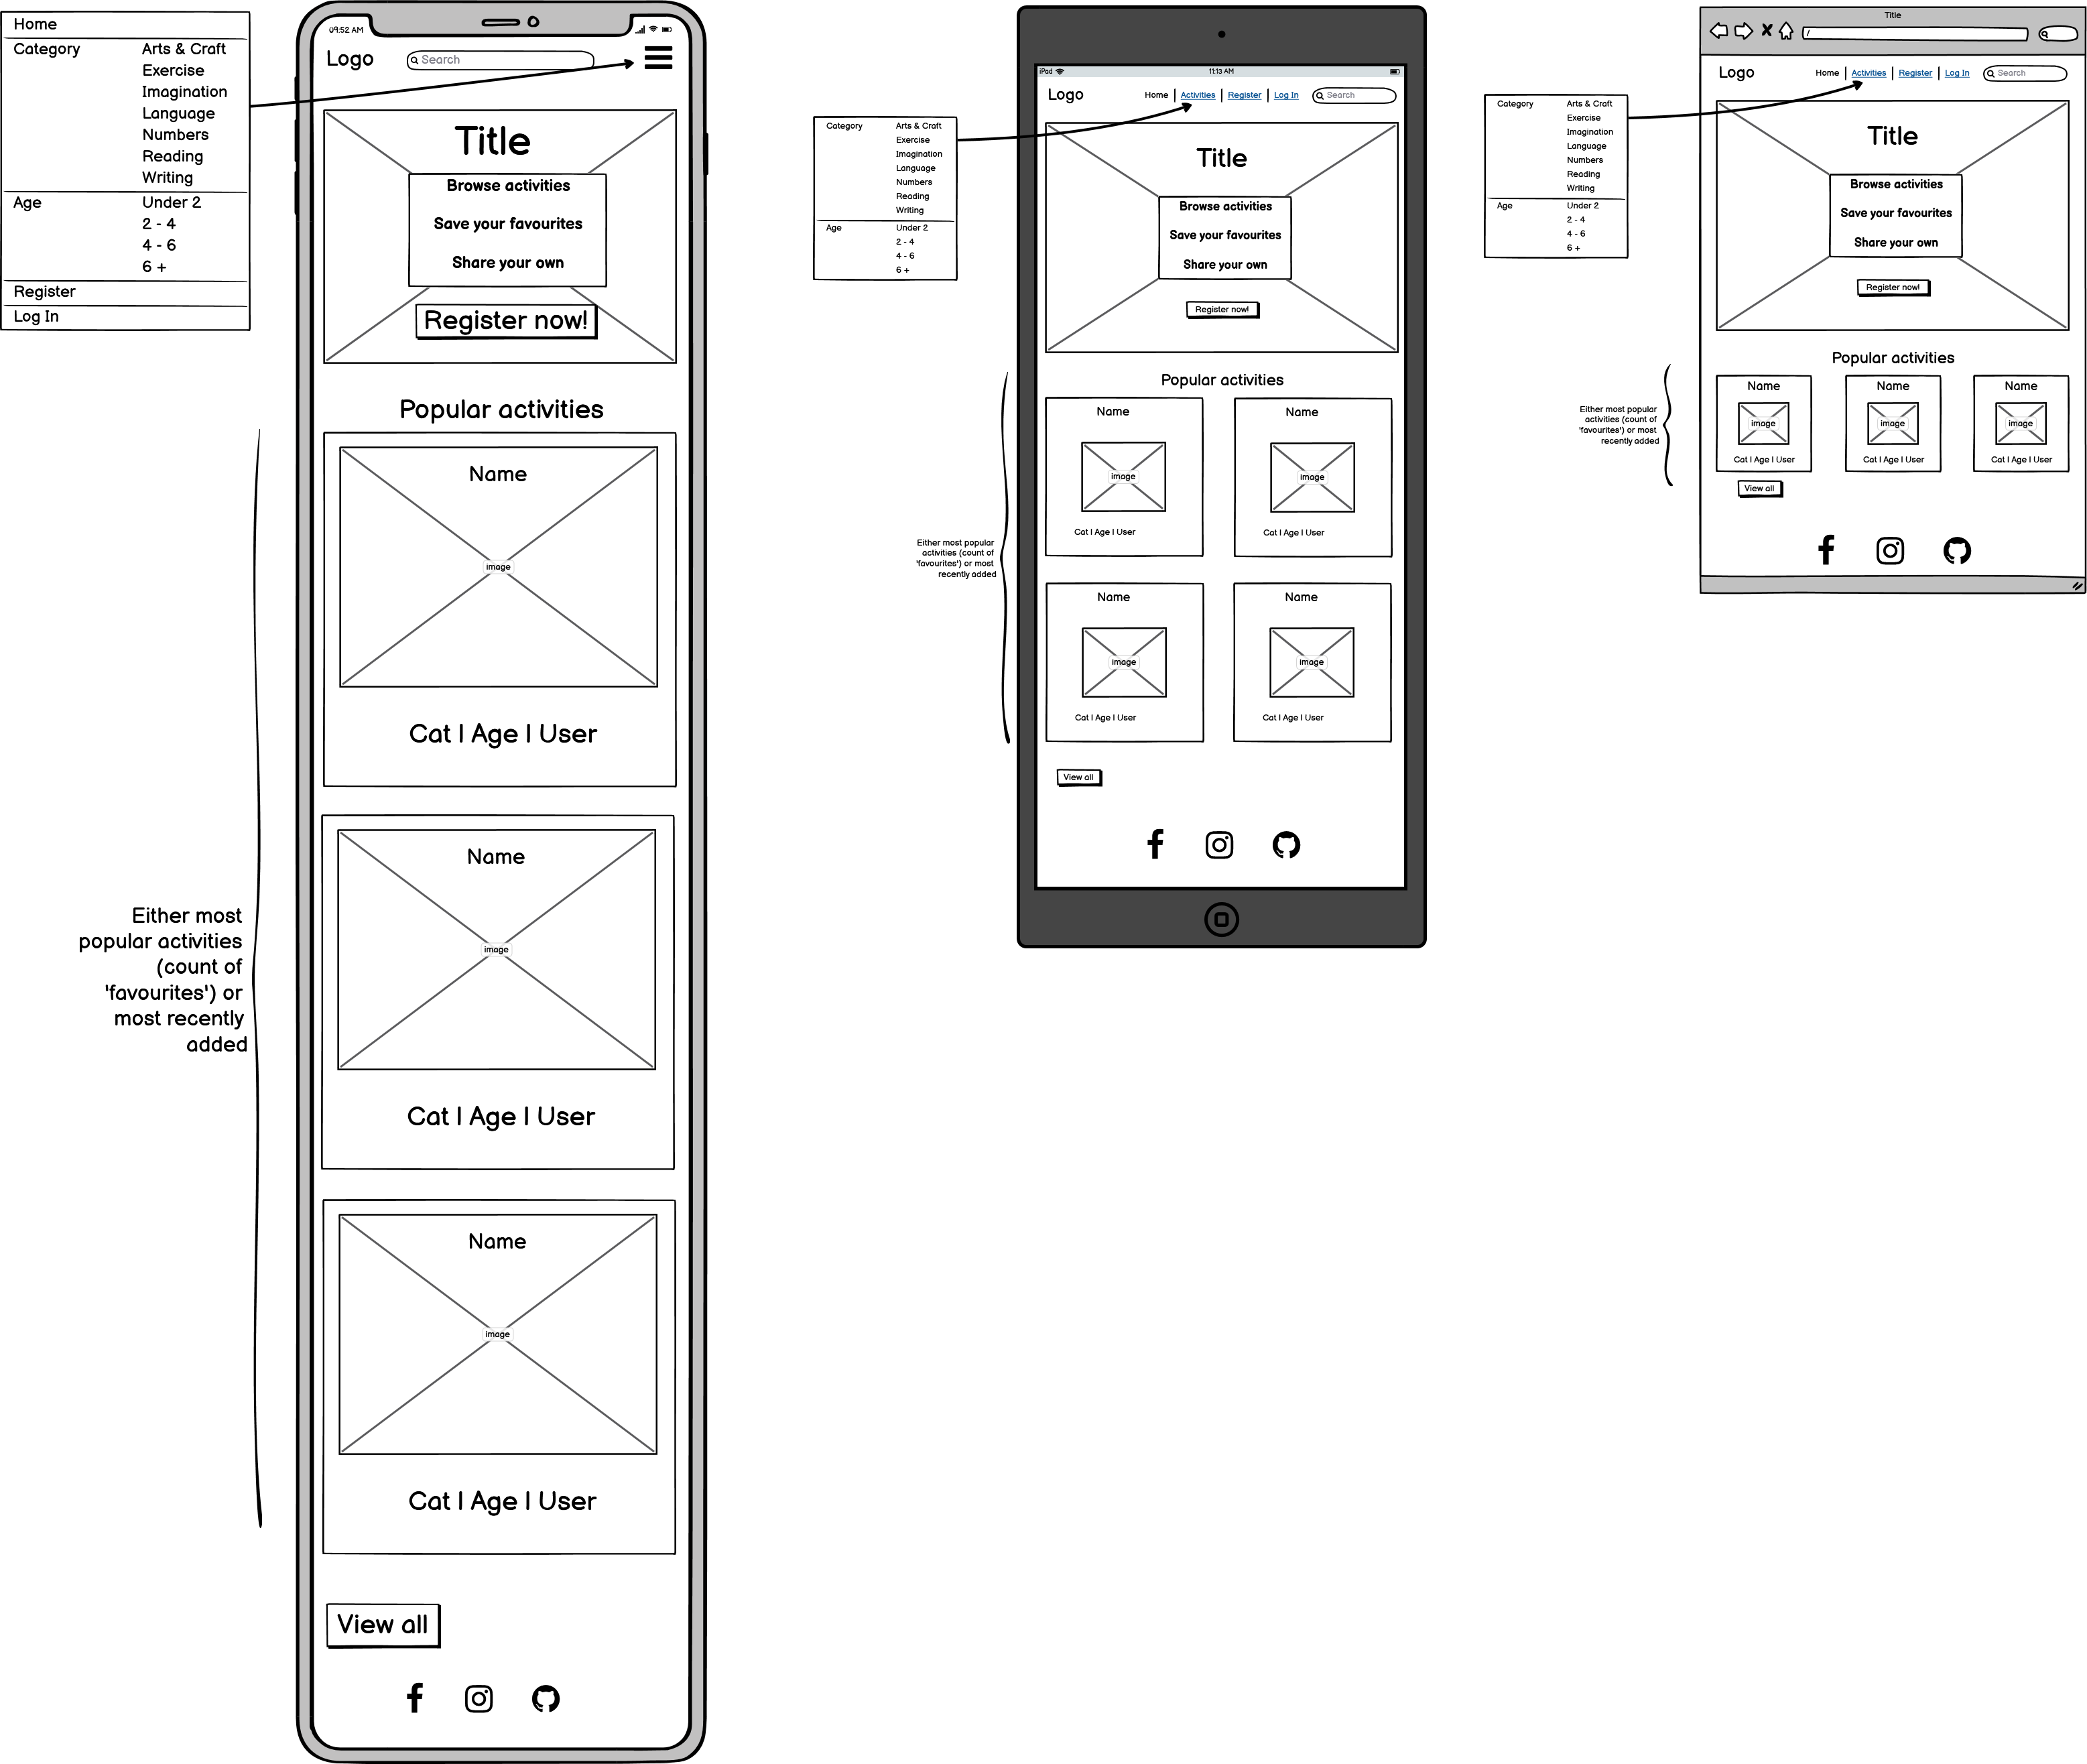 Home
Category Arts & Craft
Exercise
Imagination
Language
Numbers
Reading
Writing
Age Under 2
2 - 4
4 - 6
6 +
Register
Log In
09:52 AM
Logo Search
Title
Browse activities
Save your favourites
Share your own
Register now!
Popular activities
Name
image
Cat | Age | User
Name
image
Cat | Age | User
Name
image
Cat | Age | User
Either most
popular activities
(count of
'favourites') or
most recently
added
View all
Category Arts & Craft
Exercise
Imagination
Language
Numbers
Reading
Writing
Age Under 2
2 - 4
4 - 6
6 +
iPad 11:13 AM
Logo Home | Activities | Register | Log In Search
Title
Browse activities
Save your favourites
Share your own
Register now!
Popular activities
Name Name
image image
Cat | Age | User Cat | Age | User
Name Name
image image
Cat | Age | User Cat | Age | User
Either most popular
activities (count of
'favourites') or most
recently added
View all
Category Arts & Craft
Exercise
Imagination
Language
Numbers
Reading
Writing
Age Under 2
2 - 4
4 - 6
6 +
Title
/
Logo Home | Activities | Register | Log In Search
Title
Browse activities
Save your favourites
Share your own
Register now!
Popular activities
Name Name Name
image image image
Cat | Age | User Cat | Age | User Cat | Age | User
Either most popular
activities (count of
'favourites') or most
recently added
View all